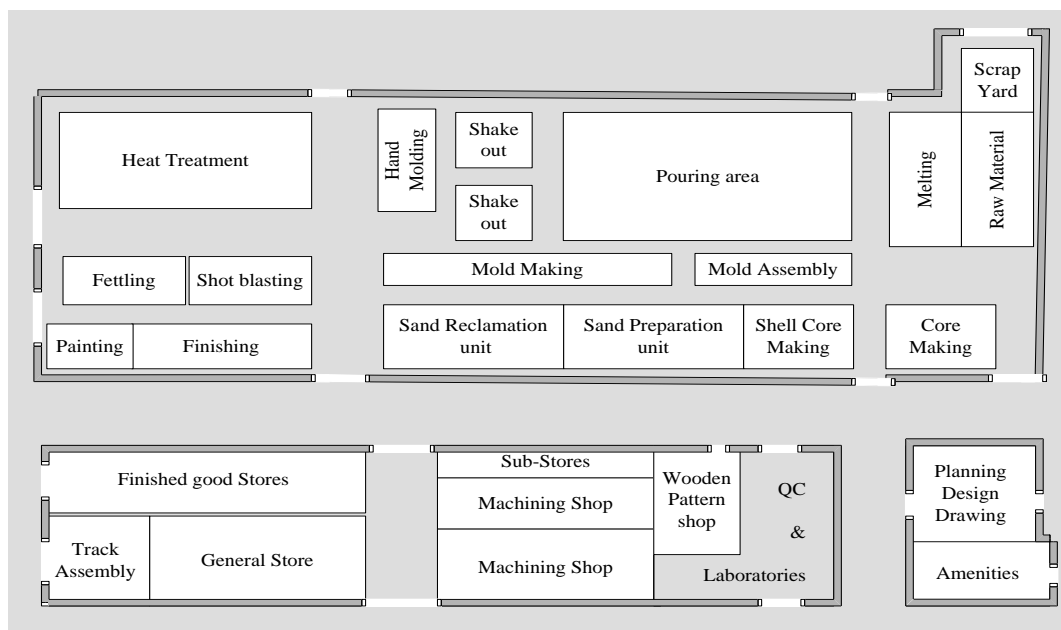 Scrap
Yard
Heat Treatment
Hand
Molding
Shake
out
Shake
out
Pouring area
Melting
Raw Material
Fettling
Shot blasting
Mold Making
Mold Assembly
Painting
Finishing
Sand Reclamation
unit
Sand Preparation
unit
Shell Core
Making
Core
Making
Finished good Stores
Track
Assembly
General Store
Sub-Stores
Machining Shop
Machining Shop
Wooden
Pattern
shop
QC
&
Laboratories
Planning
Design
Drawing
Amenities